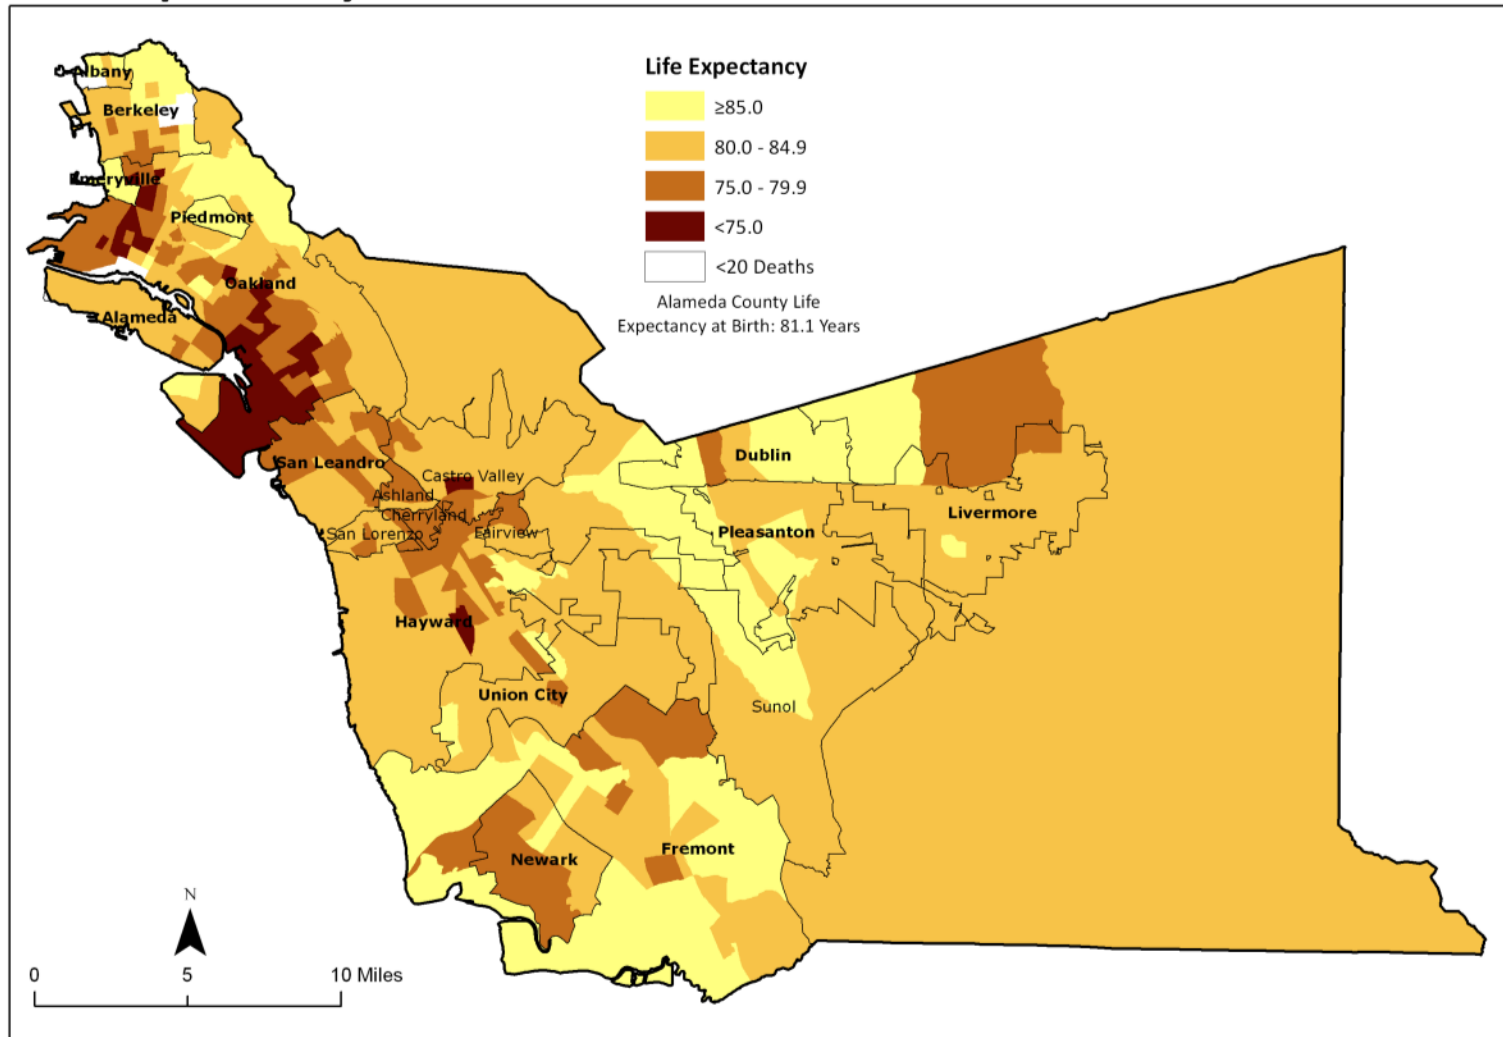 Life Expectancy
≥85.0
80.0 - 84.9
75.0 - 79.9
<75.0
<20 Deaths
Alameda County Life
Expectancy at Birth: 81.1 Years
Albany
Berkeley
Emeryville
Piedmont
Oakland
Alameda
San Leandro
Castro Valley
Ashland
Cherryland
San Lorenzo
Fairview
Dublin
Livermore
Pleasanton
Hayward
Union City
Sunol
Newark
Fremont
N
0 5 10 Miles